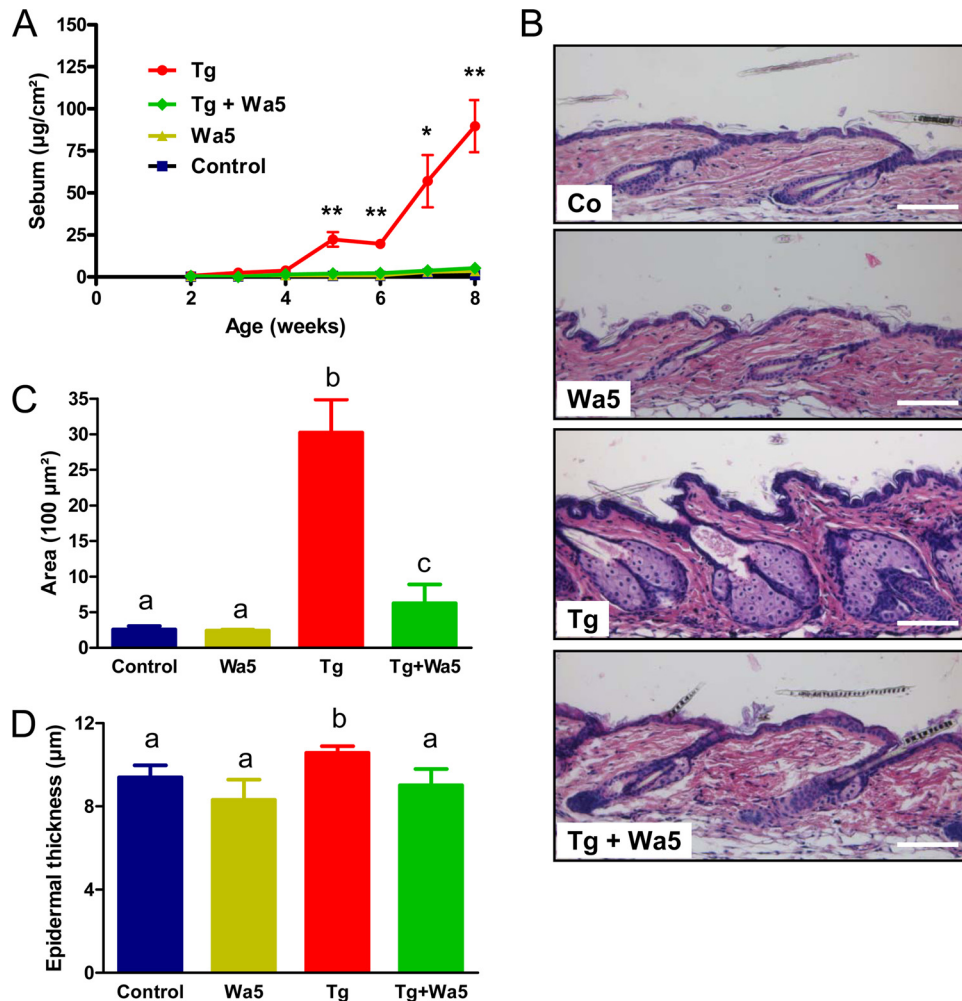 A
Sebum (µg/cm²)
150
125
100
75
50
25
0
Tg
Tg + Wa5
Wa5
Control
**
**
*
**
0
2
4
6
8
Age (weeks)
B
Co
Wa5
Tg
Tg + Wa5
C
Area (100 µm²)
35
30
25
20
15
10
5
0
a
a
b
c
Control
Wa5
Tg
Tg+Wa5
D
Epidermal thickness (µm)
12
8
4
0
a
a
b
a
Control
Wa5
Tg
Tg+Wa5